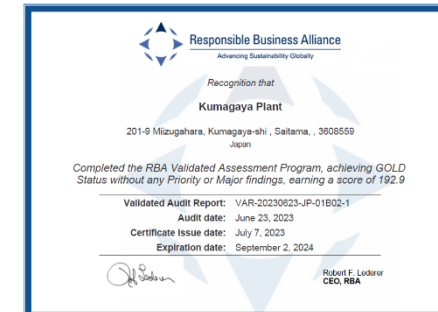 Responsible Business Alliance
Advancing Sustainability Globally
Recognition that
Kumagaya Plant
201-9 Miizugahara, Kumagaya-shi , Saitama, , 3608559
Japan
Completed the RBA Validated Assessment Program, achieving GOLD
Status without any Priority or Major findings, earning a score of 192.9
Validated Audit Report: VAR-20230623-JP-01B02-1
Audit date: June 23, 2023
Certificate Issue date: July 7, 2023
Expiration date: September 2, 2024
Robert F. Lederer
CEO, RBA